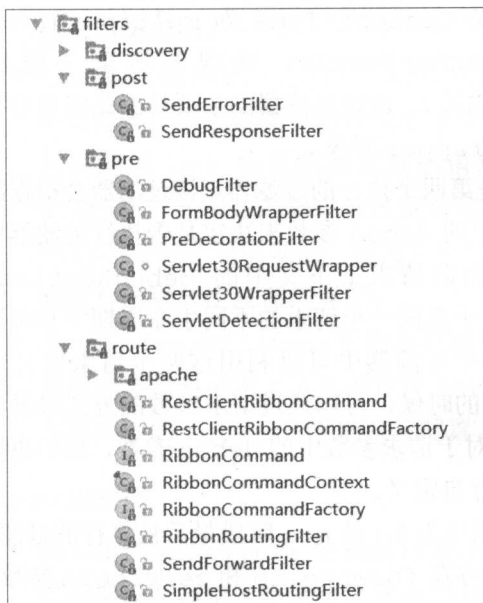 filters
discovery
post
SendErrorFilter
SendResponseFilter
pre
DebugFilter
FormBodyWrapperFilter
PreDecorationFilter
Servlet30RequestWrapper
Servlet30WrapperFilter
ServletDetectionFilter
route
apache
RestClientRibbonCommand
RestClientRibbonCommandFactory
RibbonCommand
RibbonCommandContext
RibbonCommandFactory
RibbonRoutingFilter
SendForwardFilter
SimpleHostRoutingFilter